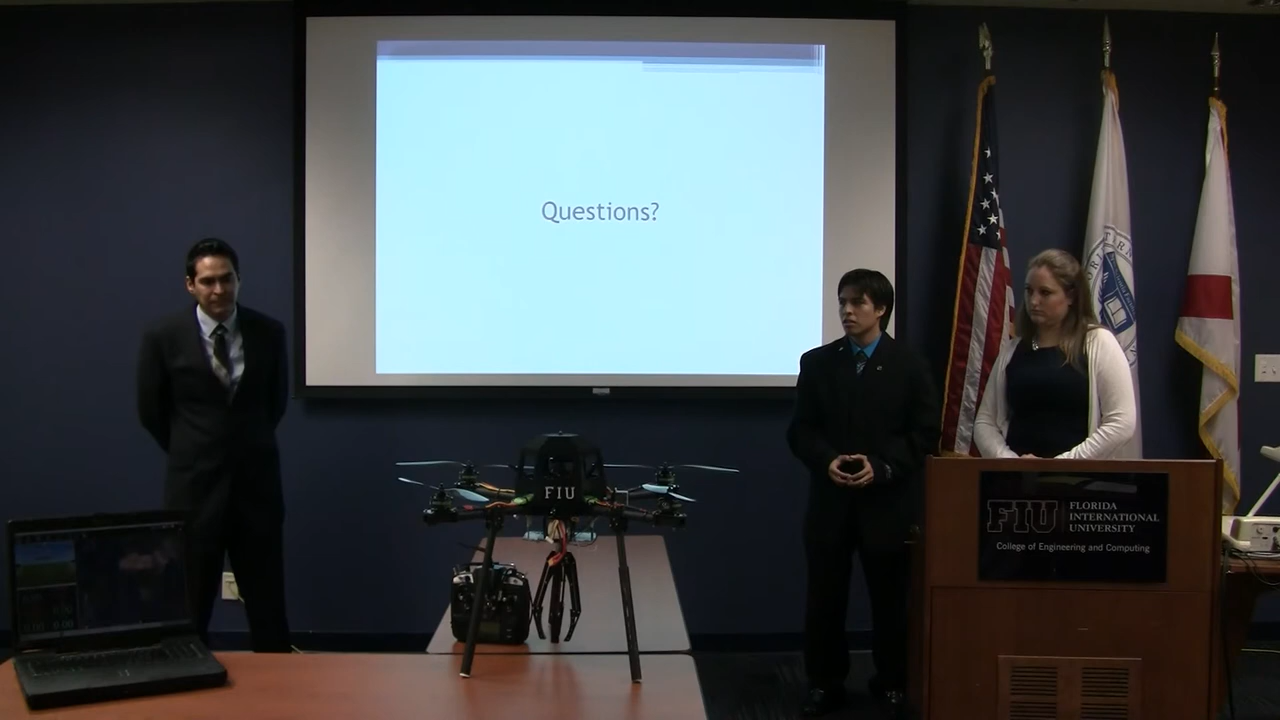 Questions?
FIU
FIU
FLORIDA
INTERNATIONAL
UNIVERSITY
College of Engineering and Computing